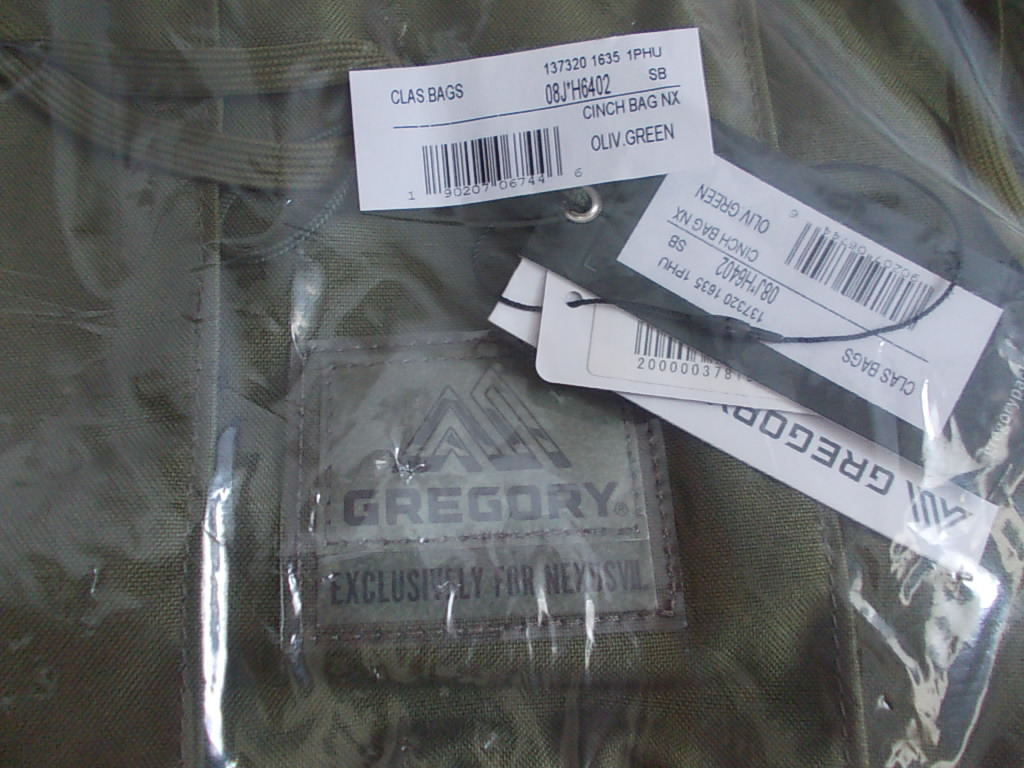 137320 1635 1PHU
CLAS BAGS 08J*H6402 SB
CINCH BAG NX
OLIV.GREEN
1 90207 06744 6
OLIV.GREEN
CINCH BAG NX
SB
08J*H6402
137320 1635 1PHU
CLAS BAGS
GREGORY
GREGORY®
EXCLUSIVELY FOR NEXUSVII.